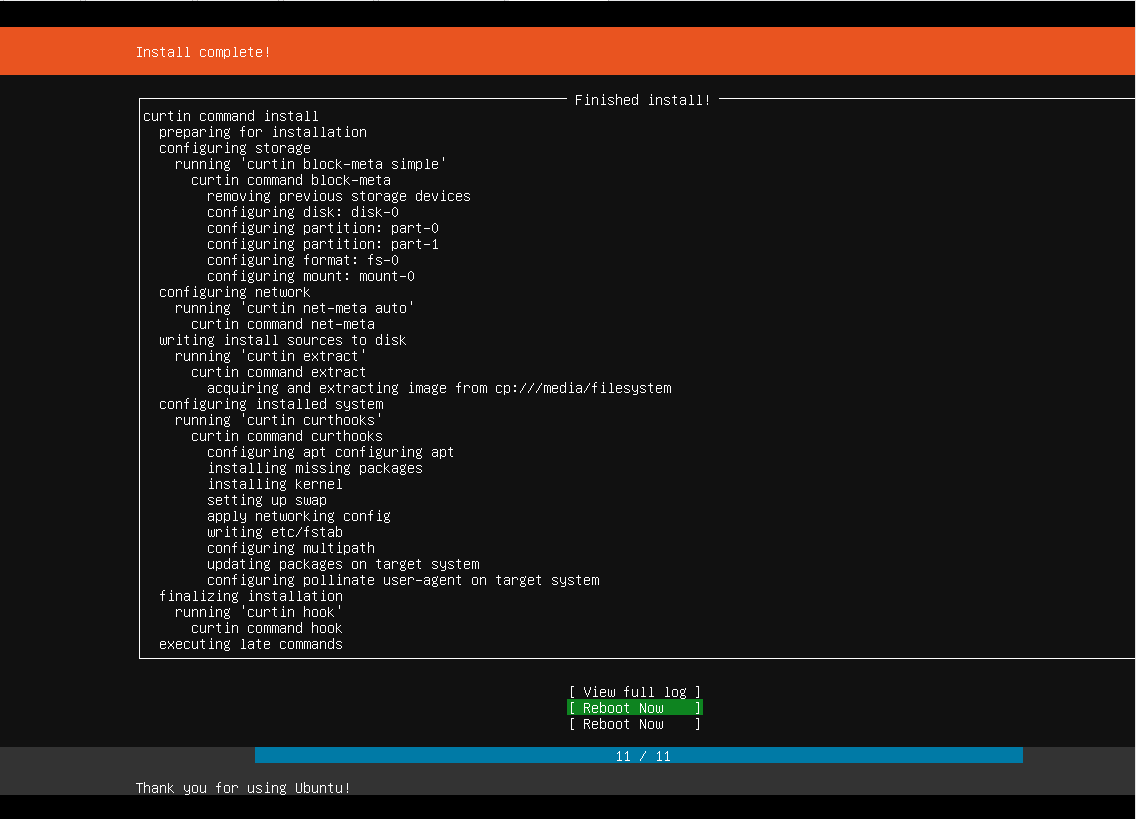 Install complete!
Finished install!
curtin command install
preparing for installation
configuring storage
running 'curtin block-meta simple'
curtin command block-meta
removing previous storage devices
configuring disk: disk-0
configuring partition: part-0
configuring partition: part-1
configuring format: fs-0
configuring mount: mount-0
configuring network
running 'curtin net-meta auto'
curtin command net-meta
writing install sources to disk
running 'curtin extract'
curtin command extract
acquiring and extracting image from cp:///media/filesystem
configuring installed system
running 'curtin curthooks'
curtin command curthooks
configuring apt configuring apt
installing missing packages
installing kernel
setting up swap
apply networking config
writing etc/fstab
configuring multipath
updating packages on target system
configuring pollinate user-agent on target system
finalizing installation
running 'curtin hook'
curtin command hook
executing late commands
[ View full log ]
[ Reboot Now ]
[ Reboot Now ]
11 / 11
Thank you for using Ubuntu!